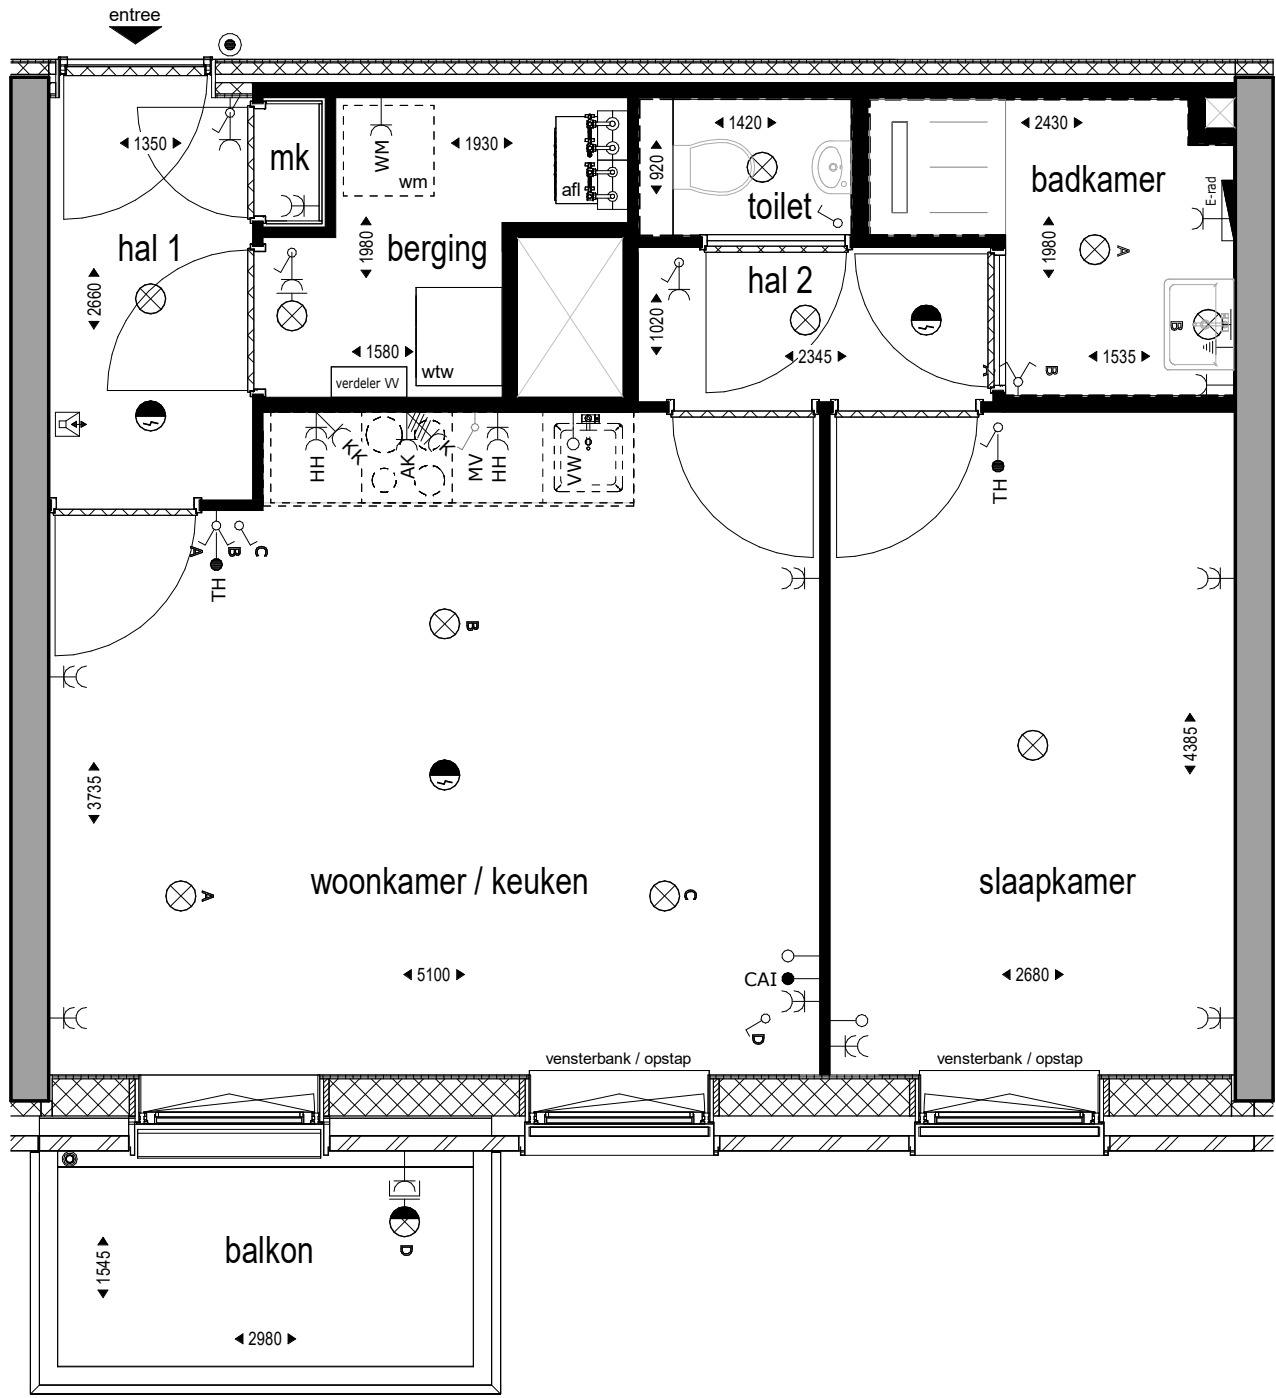 entree
1350
mk
WM
wm
1930
afl
920
1420
toilet
2430
badkamer
E-rad
1980
A
B
1535
B
A
hal 1
2660
1980
berging
1580
verdeler VV
wtw
hal 2
1020
2345
HH
KK
AK
KK
MV
HH
VW
TH
A
B
C
TH
B
3735
4385
woonkamer / keuken
slaapkamer
A
C
5100
2680
CAI
D
vensterbank / opstap
vensterbank / opstap
D
balkon
1545
2980